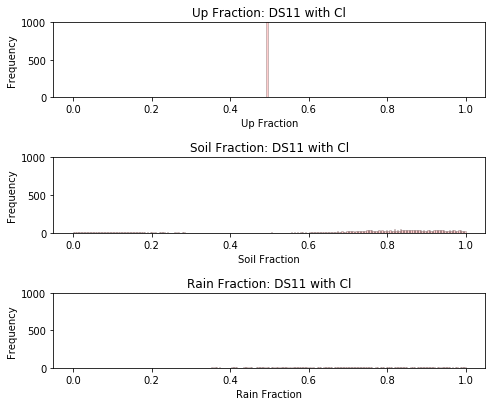 Up Fraction: DS11 with Cl
1000
500
0
Frequency
0.0 0.2 0.4 0.6 0.8 1.0
Up Fraction
Soil Fraction: DS11 with Cl
1000
500
0
Frequency
0.0 0.2 0.4 0.6 0.8 1.0
Soil Fraction
Rain Fraction: DS11 with Cl
1000
500
0
Frequency
0.0 0.2 0.4 0.6 0.8 1.0
Rain Fraction